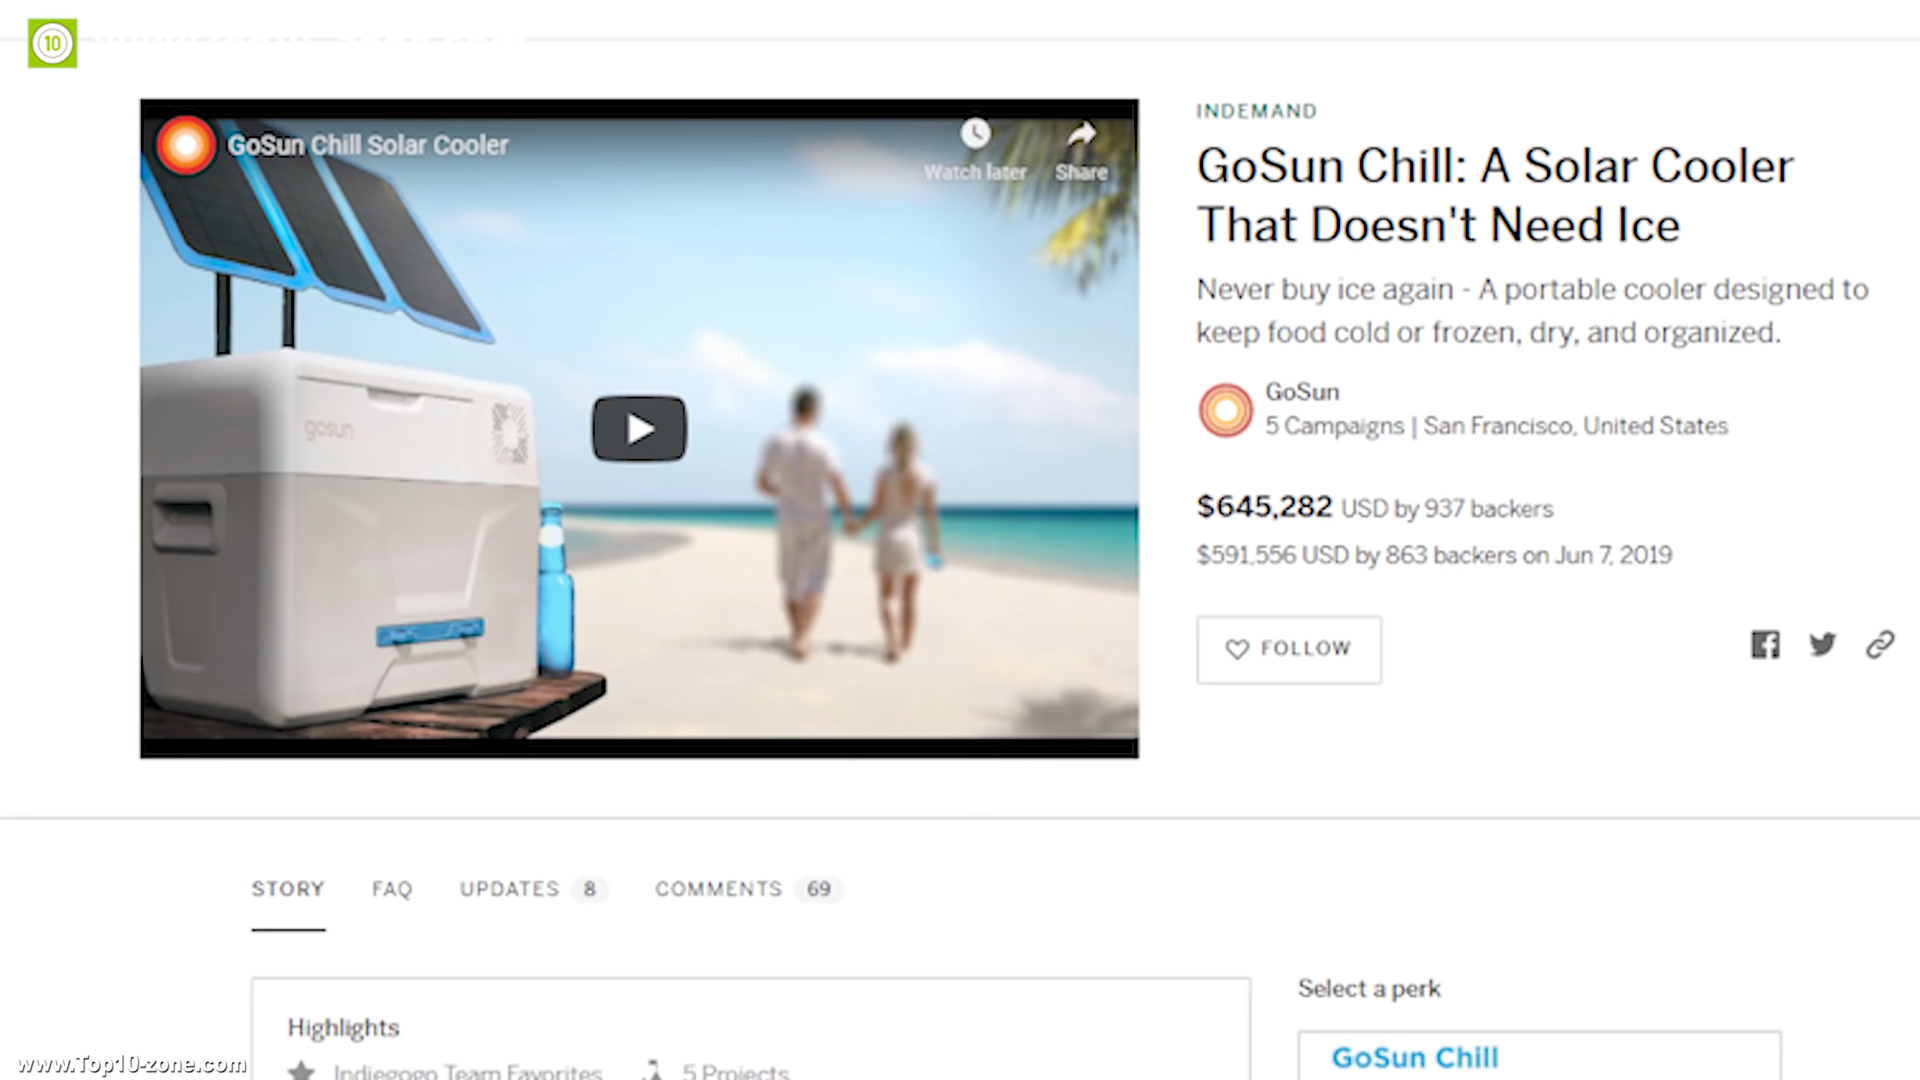 10
GoSun Chill Solar Cooler
Watch later
Share
gosun
INDEMAND
GoSun Chill: A Solar Cooler
That Doesn't Need Ice
Never buy ice again - A portable cooler designed to
keep food cold or frozen, dry, and organized.
GoSun
5 Campaigns | San Francisco, United States
$645,282 USD by 937 backers
$591,556 USD by 863 backers on Jun 7, 2019
FOLLOW
STORY FAQ UPDATES 8 COMMENTS 69
Highlights
Indiegogo Team Favorites 5 Projects
Select a perk
GoSun Chill
www.Top10-zone.com